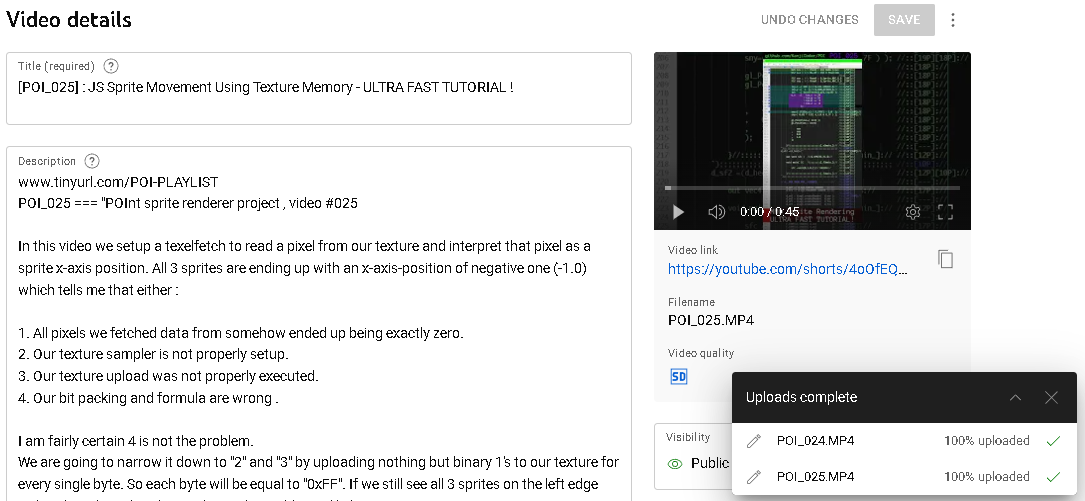 Video details
UNDO CHANGES
SAVE
Title (required)
[POI_025] : JS Sprite Movement Using Texture Memory - ULTRA FAST TUTORIAL !
Description
www.tinyurl.com/POI-PLAYLIST
POI_025 === "POInt sprite renderer project , video #025
In this video we setup a texelfetch to read a pixel from our texture and interpret that pixel as a
sprite x-axis position. All 3 sprites are ending up with an x-axis-position of negative one (-1.0)
which tells me that either :
1. All pixels we fetched data from somehow ended up being exactly zero.
2. Our texture sampler is not properly setup.
3. Our texture upload was not properly executed.
4. Our bit packing and formula are wrong .
I am fairly certain 4 is not the problem.
We are going to narrow it down to "2" and "3" by uploading nothing but binary 1's to our texture for
every single byte. So each byte will be equal to "0xFF". If we still see all 3 sprites on the left edge
0:00 / 0:45
Sprite Rendering
ULTRA FAST TUTORIAL!
Video link
https://youtube.com/shorts/4oOfEQ...
Filename
POI_025.MP4
Video quality
SD
Visibility
Public
Uploads complete
POI_024.MP4
100% uploaded
POI_025.MP4
100% uploaded